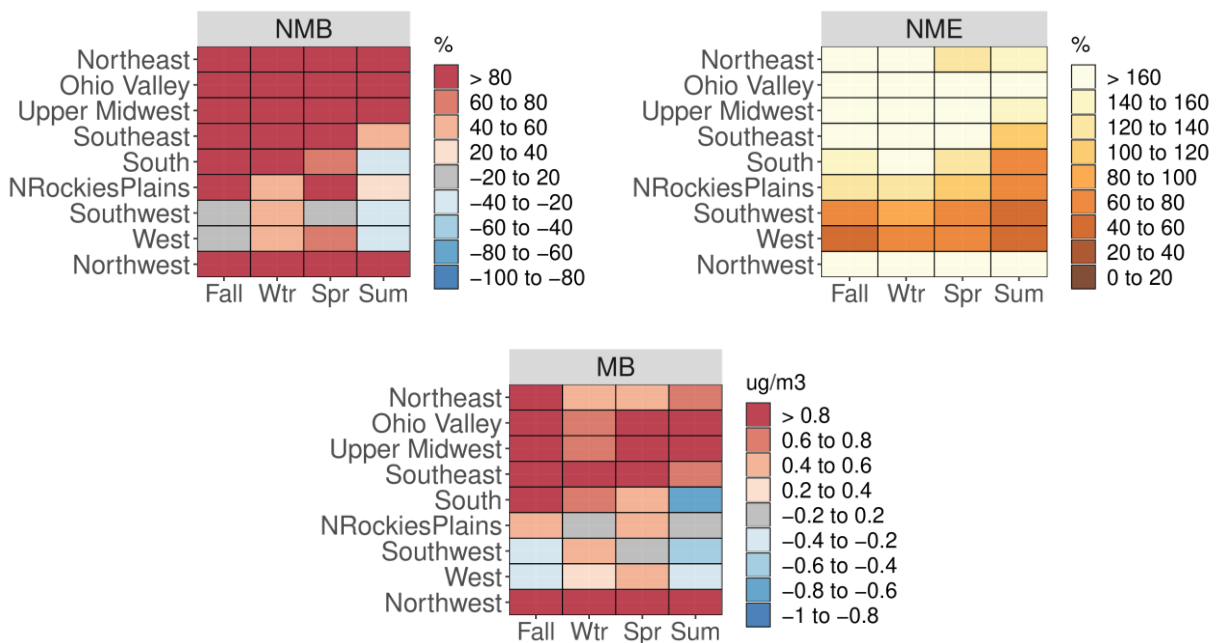 NMB
Northeast
Ohio Valley
Upper Midwest
Southeast
South
NRockiesPlains
Southwest
West
Northwest
Fall Wtr Spr Sum
%
> 80
60 to 80
40 to 60
20 to 40
−20 to 20
−40 to −20
−60 to −40
−80 to −60
−100 to −80
NME
Northeast
Ohio Valley
Upper Midwest
Southeast
South
NRockiesPlains
Southwest
West
Northwest
Fall Wtr Spr Sum
%
> 160
140 to 160
120 to 140
100 to 120
80 to 100
60 to 80
40 to 60
20 to 40
0 to 20
MB
Northeast
Ohio Valley
Upper Midwest
Southeast
South
NRockiesPlains
Southwest
West
Northwest
Fall Wtr Spr Sum
ug/m3
> 0.8
0.6 to 0.8
0.4 to 0.6
0.2 to 0.4
−0.2 to 0.2
−0.4 to −0.2
−0.6 to −0.4
−0.8 to −0.6
−1 to −0.8